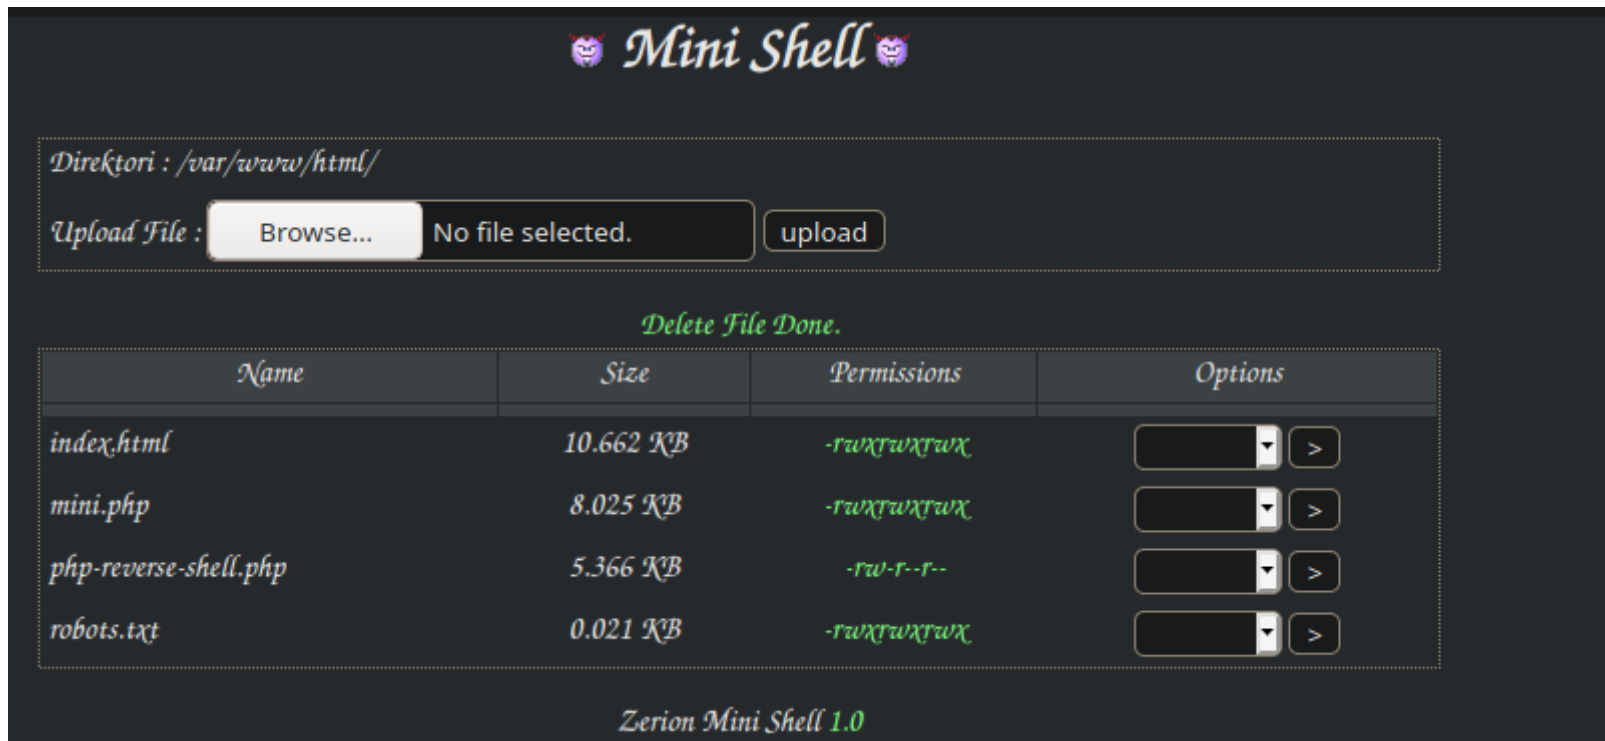 Mini Shell
Direktori : /var/www/html/
Upload File : Browse... No file selected. upload
Delete File Done.
Name Size Permissions Options
index.html 10.662 KB -rwxrwxrwx >
mini.php 8.025 KB -rwxrwxrwx >
php-reverse-shell.php 5.366 KB -rw-r--r-- >
robots.txt 0.021 KB -rwxrwxrwx >
Zerion Mini Shell 1.0